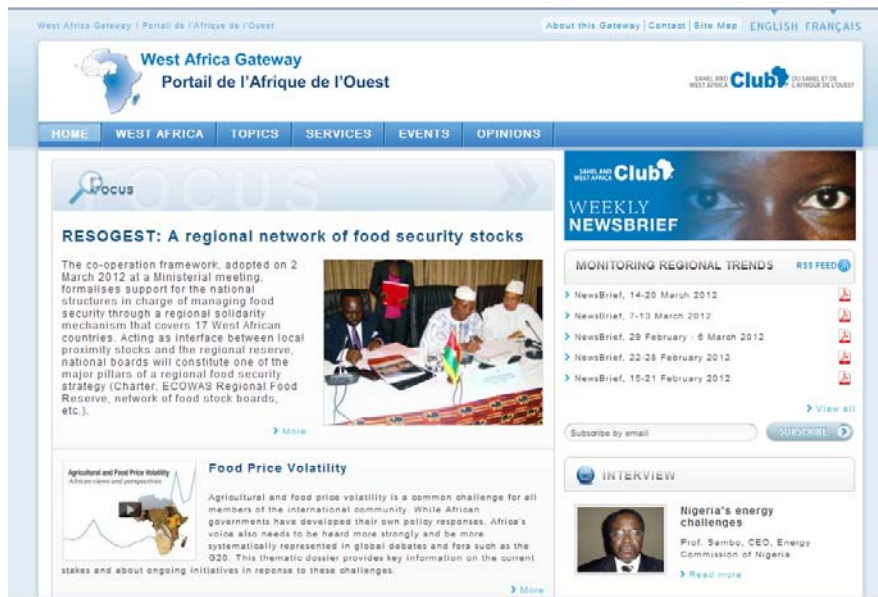 West Africa Gateway | Portail de l'Afrique de l'Ouest
About this Gateway | Contact | Site Map ENGLISH FRANÇAIS
West Africa Gateway
Portail de l'Afrique de l'Ouest
SAHEL AND WEST AFRICA Club DU SAHEL ET DE L'AFRIQUE DE L'OUEST
HOME WEST AFRICA TOPICS SERVICES EVENTS OPINIONS
FOCUS
Focus
RESOGEST: A regional network of food security stocks
The co-operation framework, adopted on 2
March 2012 at a Ministerial meeting,
formalises support for the national
structures in charge of managing food
security through a regional solidarity
mechanism that covers 17 West African
countries. Acting as interface between local
proximity stocks and the regional reserve,
national boards will constitute one of the
major pillars of a regional food security
strategy (Charter, ECOWAS Regional Food
Reserve, network of food stock boards,
etc.).
More
Agricultural and Food Price Volatility
African views and perspectives
Food Price Volatility
Agricultural and food price volatility is a common challenge for all
members of the international community. While African
governments have developed their own policy responses, Africa's
voice also needs to be heard more strongly and be more
systematically represented in global debates and fora such as the
G20. This thematic dossier provides key information on the current
stakes and about ongoing initiatives in reponse to these challenges.
More
SAHEL AND WEST AFRICA Club
WEEKLY
NEWSBRIEF
MONITORING REGIONAL TRENDS RSS FEED
NewsBrief, 14-20 March 2012
NewsBrief, 7-13 March 2012
NewsBrief, 29 February - 6 March 2012
NewsBrief, 22-28 February 2012
NewsBrief, 15-21 February 2012
View all
Subscribe by email SUBSCRIBE
INTERVIEW
Nigeria's energy
challenges
Prof. Sambo, CEO, Energy
Commission of Nigeria
Read more